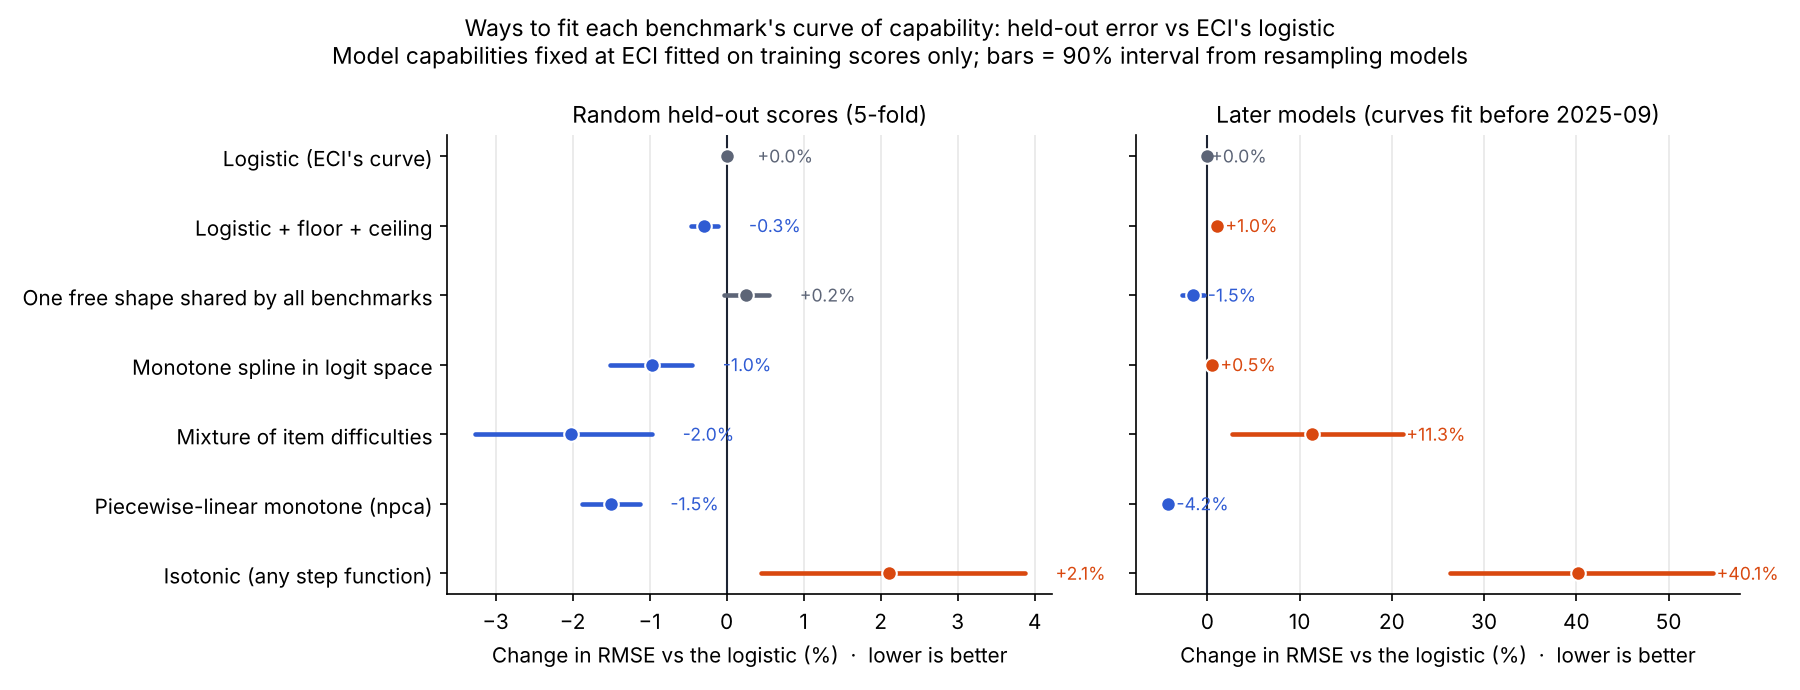 Ways to fit each benchmark's curve of capability: held-out error vs ECI's logistic
Model capabilities fixed at ECI fitted on training scores only; bars = 90% interval from resampling models
Random held-out scores (5-fold)
Later models (curves fit before 2025-09)
Logistic (ECI's curve)
+0.0%
+0.0%
Logistic + floor + ceiling
-0.3%
+1.0%
One free shape shared by all benchmarks
+0.2%
-1.5%
Monotone spline in logit space
-1.0%
+0.5%
Mixture of item difficulties
-2.0%
+11.3%
Piecewise-linear monotone (npca)
-1.5%
-4.2%
Isotonic (any step function)
+2.1%
+40.1%
−3 −2 −1 0 1 2 3 4
0 10 20 30 40 50
Change in RMSE vs the logistic (%) · lower is better
Change in RMSE vs the logistic (%) · lower is better